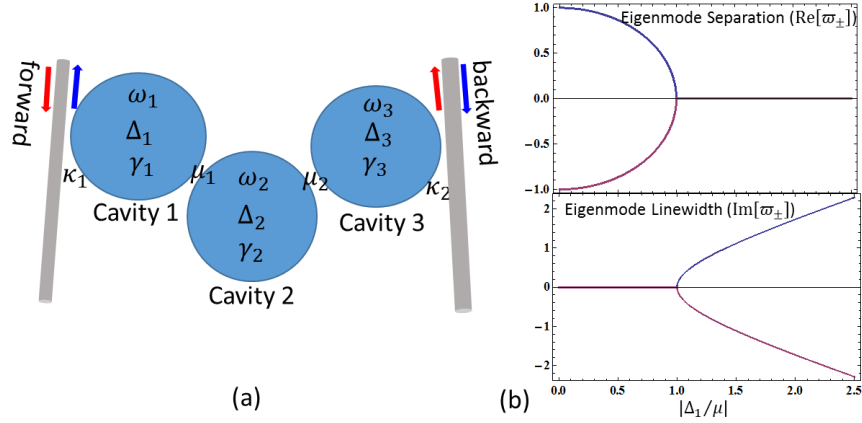 forward
κ₁
ω₁
Δ₁
γ₁
Cavity 1
μ₁
ω₂
Δ₂
γ₂
Cavity 2
μ₂
ω₃
Δ₃
γ₃
Cavity 3
κ₂
backward
(a)
Eigenmode Separation (Re[ϖ±])
1.0
0.5
0.0
−0.5
−1.0
Eigenmode Linewidth (Im[ϖ±])
2
1
0
−1
−2
0.0 0.5 1.0 1.5 2.0 2.5
|Δ₁/μ|
(b)